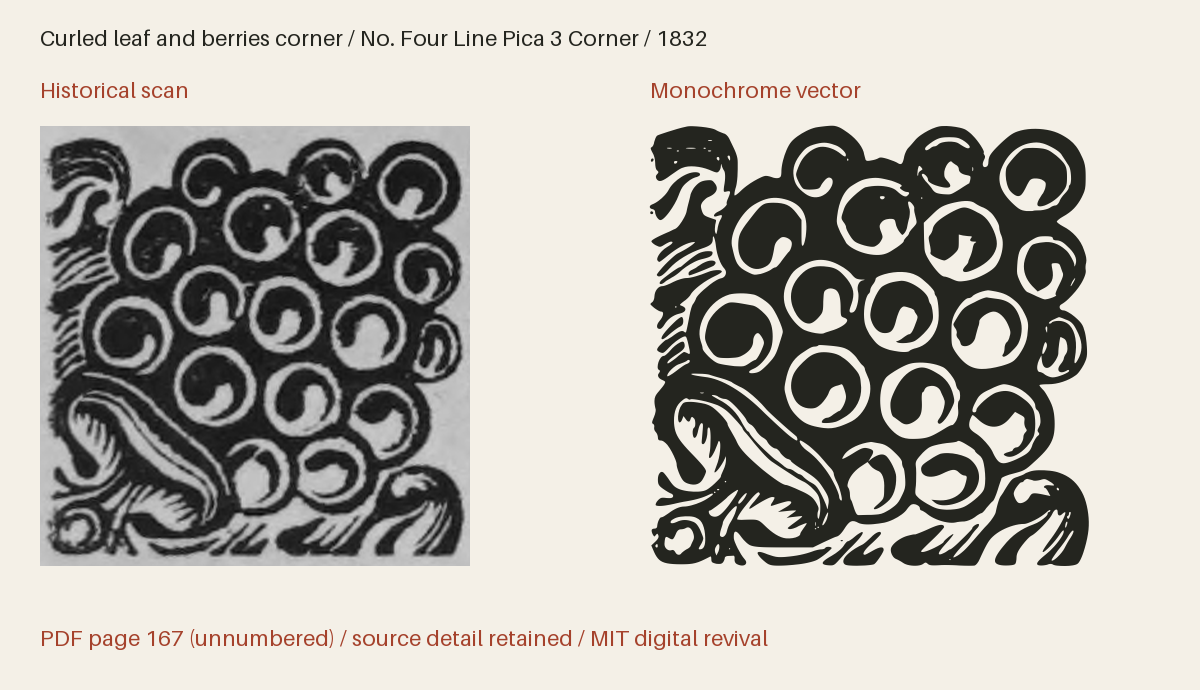 Curled leaf and berries corner / No. Four Line Pica 3 Corner / 1832
Historical scan
Monochrome vector
PDF page 167 (unnumbered) / source detail retained / MIT digital revival